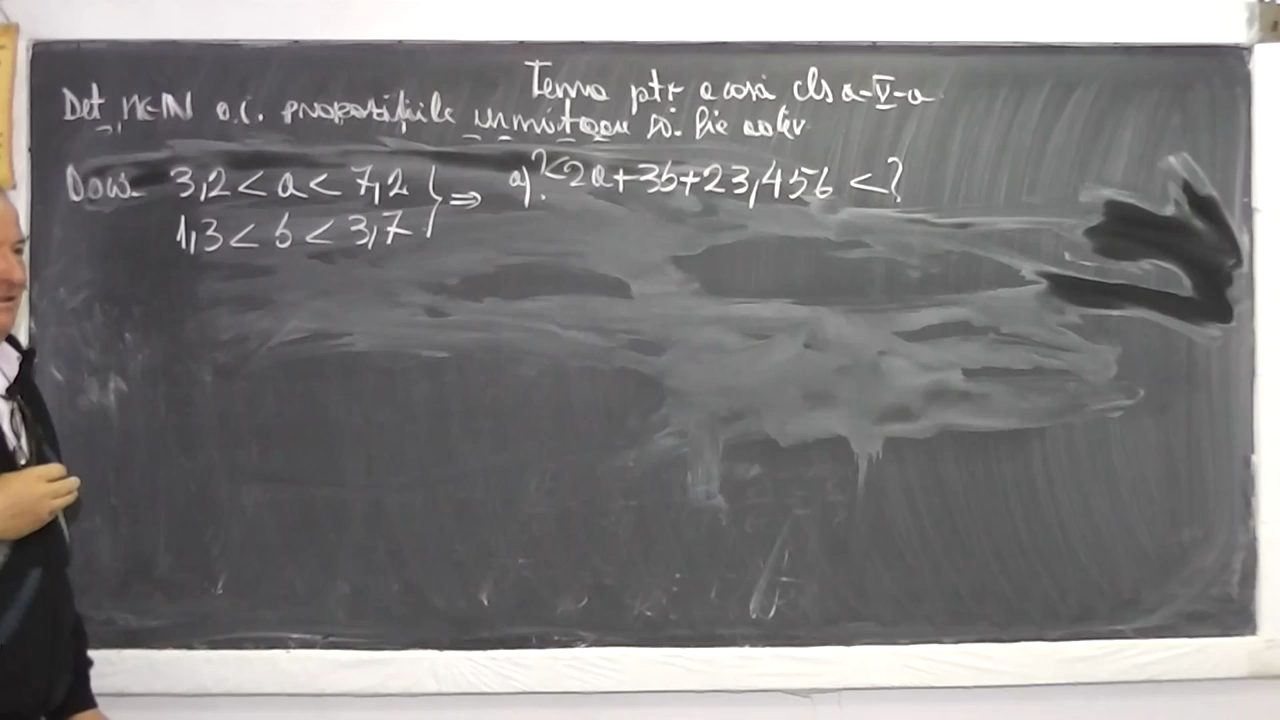 Tema ptr acasă cls a-V-a
Det n∈N a.î. propozițiile următoare să fie adev.
Dacă 3,2 < a < 7,2 } ⇒ a) ? < 2a+3b+23,456 < ?
1,3 < b < 3,7